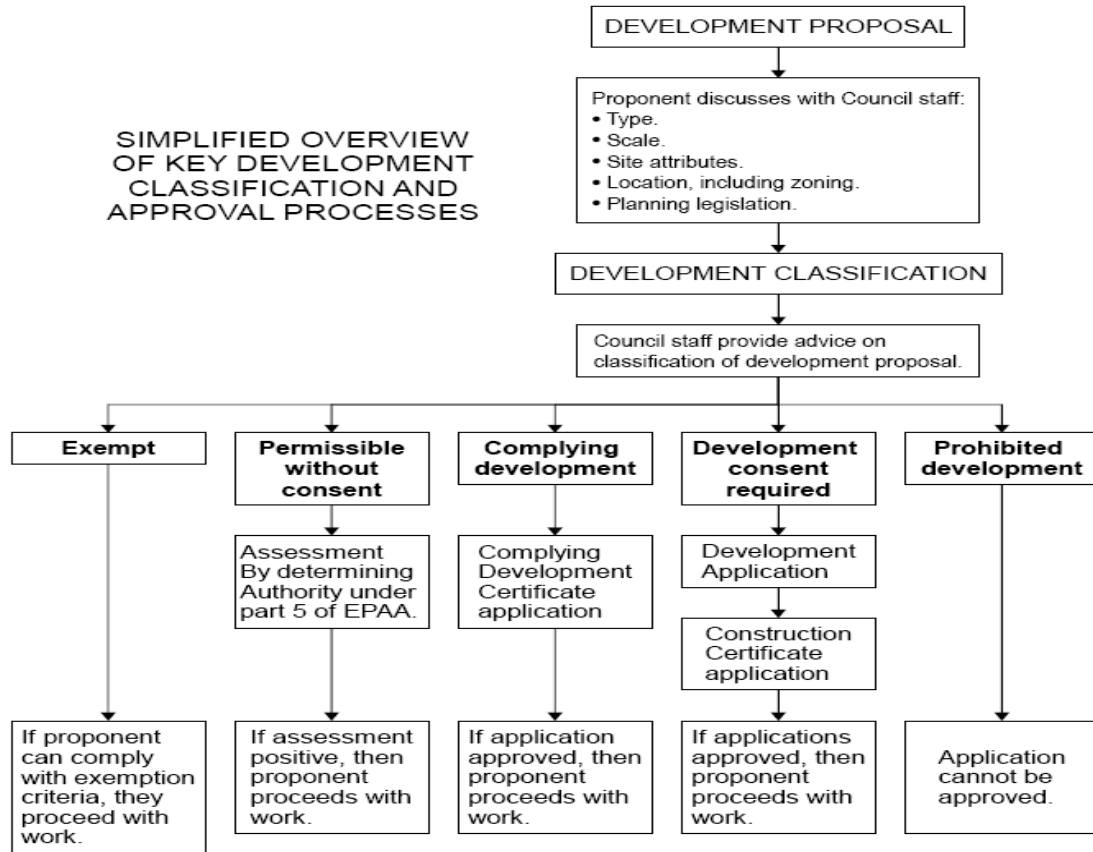 DEVELOPMENT PROPOSAL
Proponent discusses with Council staff:
• Type.
• Scale.
• Site attributes.
• Location, including zoning.
• Planning legislation.
SIMPLIFIED OVERVIEW
OF KEY DEVELOPMENT
CLASSIFICATION AND
APPROVAL PROCESSES
DEVELOPMENT CLASSIFICATION
Council staff provide advice on
classification of development proposal.
Exempt
Permissible
without
consent
Complying
development
Development
consent
required
Prohibited
development
Assessment
By determining
Authority under
part 5 of EPAA.
Complying
Development
Certificate
application
Development
Application
Construction
Certificate
application
If proponent
can comply
with exemption
criteria, they
proceed with
work.
If assessment
positive, then
proponent
proceeds with
work.
If application
approved, then
proponent
proceeds with
work.
If applications
approved, then
proponent
proceeds with
work.
Application
cannot be
approved.